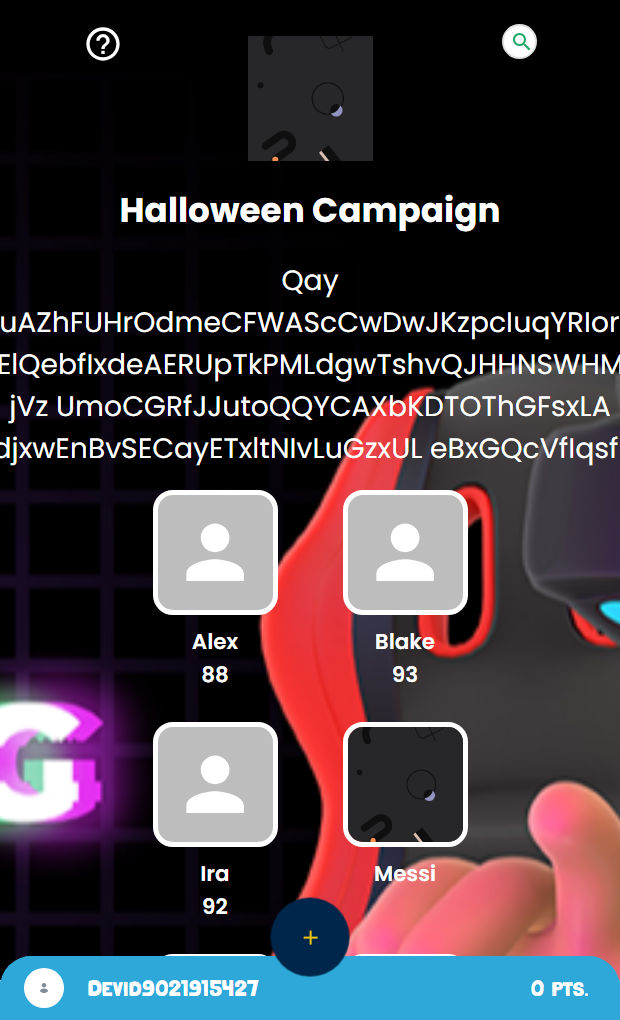 Halloween Campaign
Qay
uAZhFUHrOdmeCFWAScCwDwJKzpcIuqYRIor
ElQebfIxdeAERUpTkPMLdgwTshvQJHHNSWHM
jVz UmoCGRfJJutoQQYCAXbKDTOThGFsxLA
djxwEnBvSECayETxltNIvLuGzxUL eBxGQcVfIqsf
Alex
Blake
88
93
G
Ira
Messi
92
+
Devid9021915427
0 PTS.